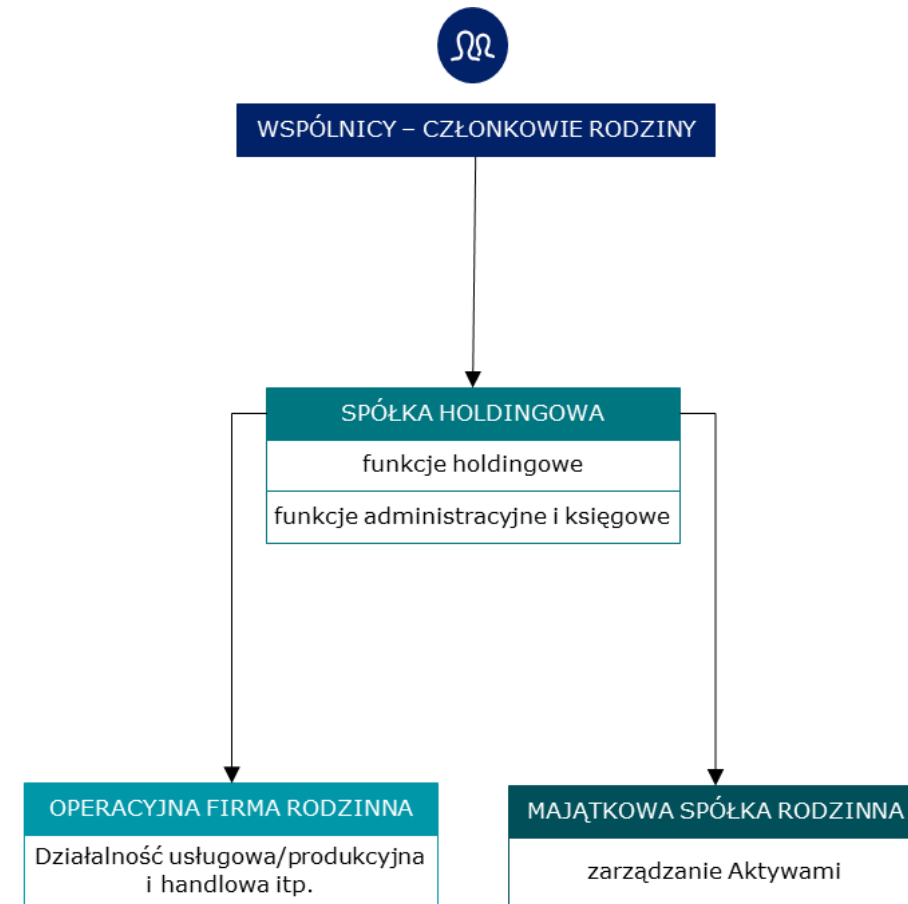 WSPÓLNICY – CZŁONKOWIE RODZINY
SPÓŁKA HOLDINGOWA
funkcje holdingowe
funkcje administracyjne i księgowe
OPERACYJNA FIRMA RODZINNA
Działalność usługowa/produkcyjna
i handlowa itp.
MAJĄTKOWA SPÓŁKA RODZINNA
zarządzanie Aktywami